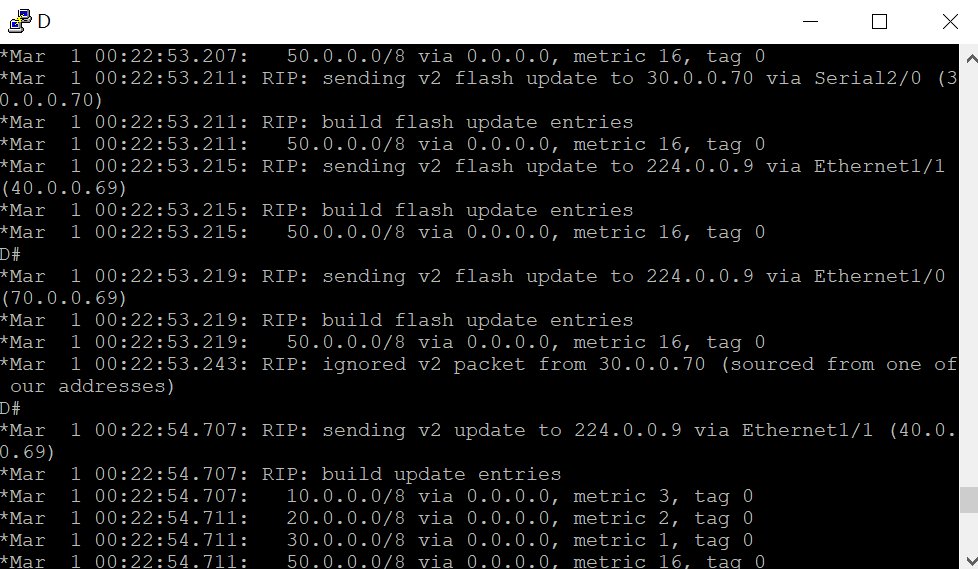 D
*Mar  1 00:22:53.207:   50.0.0.0/8 via 0.0.0.0, metric 16, tag 0
*Mar  1 00:22:53.211: RIP: sending v2 flash update to 30.0.0.70 via Serial2/0 (3
0.0.0.70)
*Mar  1 00:22:53.211: RIP: build flash update entries
*Mar  1 00:22:53.211:   50.0.0.0/8 via 0.0.0.0, metric 16, tag 0
*Mar  1 00:22:53.215: RIP: sending v2 flash update to 224.0.0.9 via Ethernet1/1
(40.0.0.69)
*Mar  1 00:22:53.215: RIP: build flash update entries
*Mar  1 00:22:53.215:   50.0.0.0/8 via 0.0.0.0, metric 16, tag 0
D#
*Mar  1 00:22:53.219: RIP: sending v2 flash update to 224.0.0.9 via Ethernet1/0
(70.0.0.69)
*Mar  1 00:22:53.219: RIP: build flash update entries
*Mar  1 00:22:53.219:   50.0.0.0/8 via 0.0.0.0, metric 16, tag 0
*Mar  1 00:22:53.243: RIP: ignored v2 packet from 30.0.0.70 (sourced from one of
 our addresses)
D#
*Mar  1 00:22:54.707: RIP: sending v2 update to 224.0.0.9 via Ethernet1/1 (40.0.
0.69)
*Mar  1 00:22:54.707: RIP: build update entries
*Mar  1 00:22:54.707:   10.0.0.0/8 via 0.0.0.0, metric 3, tag 0
*Mar  1 00:22:54.711:   20.0.0.0/8 via 0.0.0.0, metric 2, tag 0
*Mar  1 00:22:54.711:   30.0.0.0/8 via 0.0.0.0, metric 1, tag 0
*Mar  1 00:22:54.711:   50.0.0.0/8 via 0.0.0.0, metric 16, tag 0